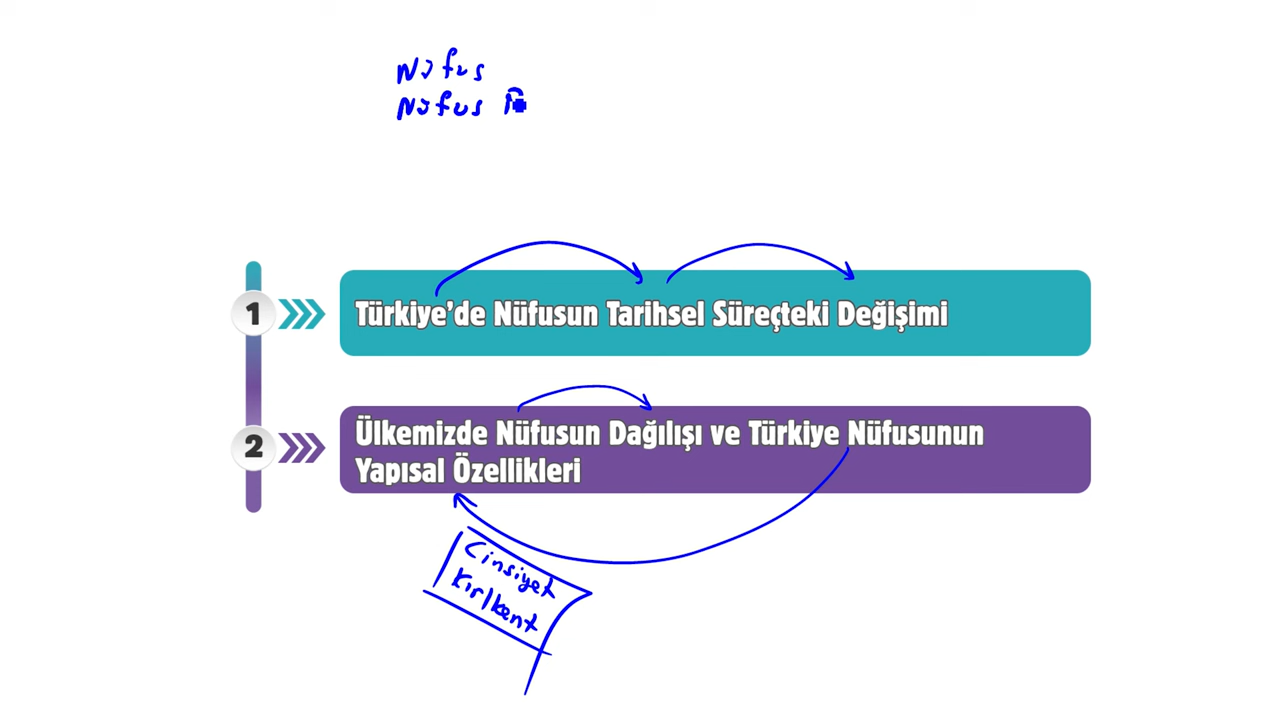 Nüfus
Nüfus
1
Türkiye'de Nüfusun Tarihsel Süreçteki Değişimi
2
Ülkemizde Nüfusun Dağılışı ve Türkiye Nüfusunun
Yapısal Özellikleri
Cinsiyet
Kır/kent